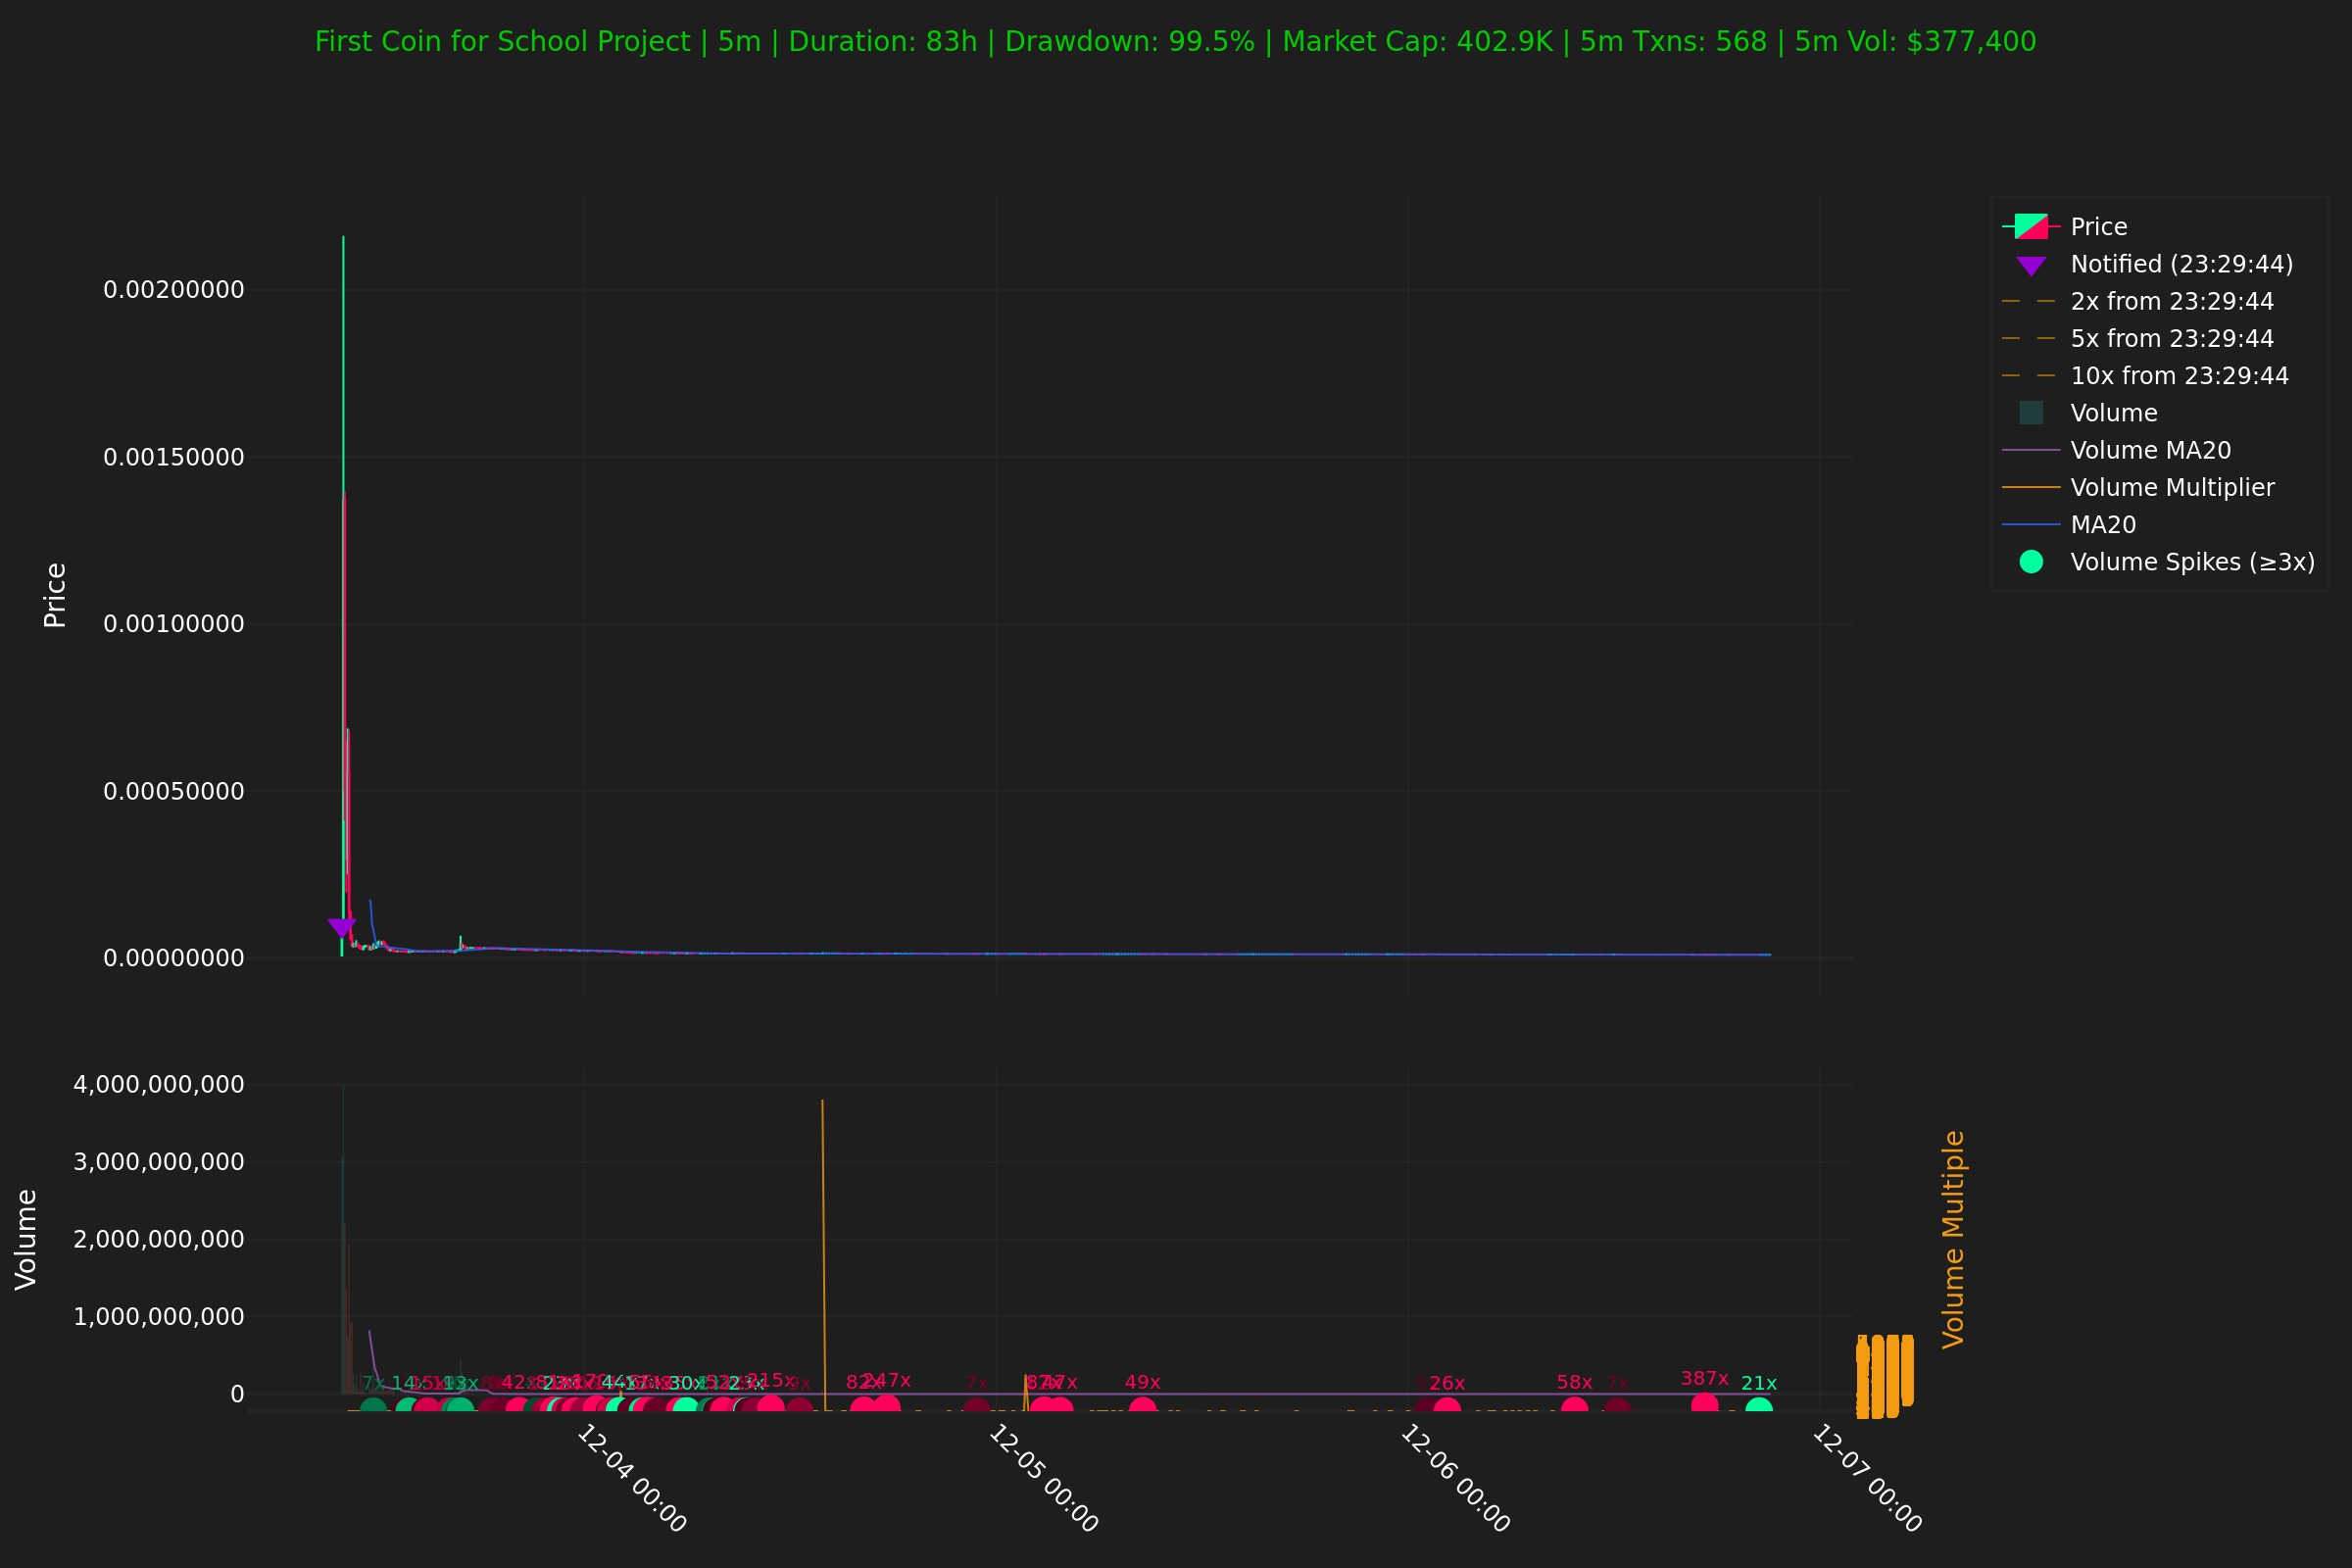 First Coin for School Project | 5m | Duration: 83h | Drawdown: 99.5% | Market Cap: 402.9K | 5m Txns: 568 | 5m Vol: $377,400
Price
0.00200000
0.00150000
0.00100000
0.00050000
0.00000000
Price
Notified (23:29:44)
2x from 23:29:44
5x from 23:29:44
10x from 23:29:44
Volume
Volume MA20
Volume Multiplier
MA20
Volume Spikes (≥3x)
Volume
4,000,000,000
3,000,000,000
2,000,000,000
1,000,000,000
0
7x
13x
30x
215x
9x
82x
247x
7x
87x
49x
26x
58x
7x
387x
21x
Volume Multiple
12-04 00:00
12-05 00:00
12-06 00:00
12-07 00:00